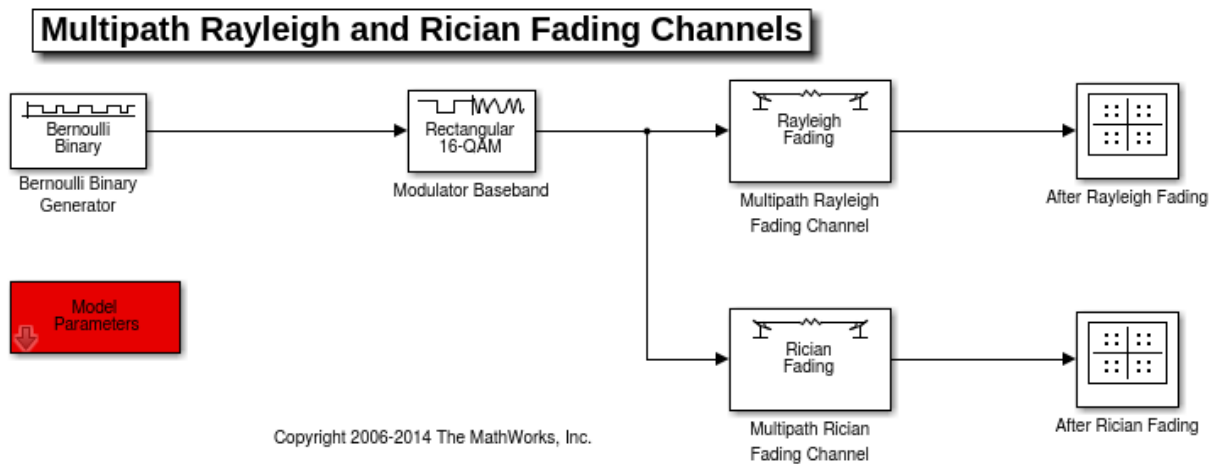 Multipath Rayleigh and Rician Fading Channels
Bernoulli
Binary
Bernoulli Binary
Generator
Rectangular
16-QAM
Modulator Baseband
Rayleigh
Fading
Multipath Rayleigh
Fading Channel
After Rayleigh Fading
Model
Parameters
Rician
Fading
Multipath Rician
Fading Channel
After Rician Fading
Copyright 2006-2014 The MathWorks, Inc.